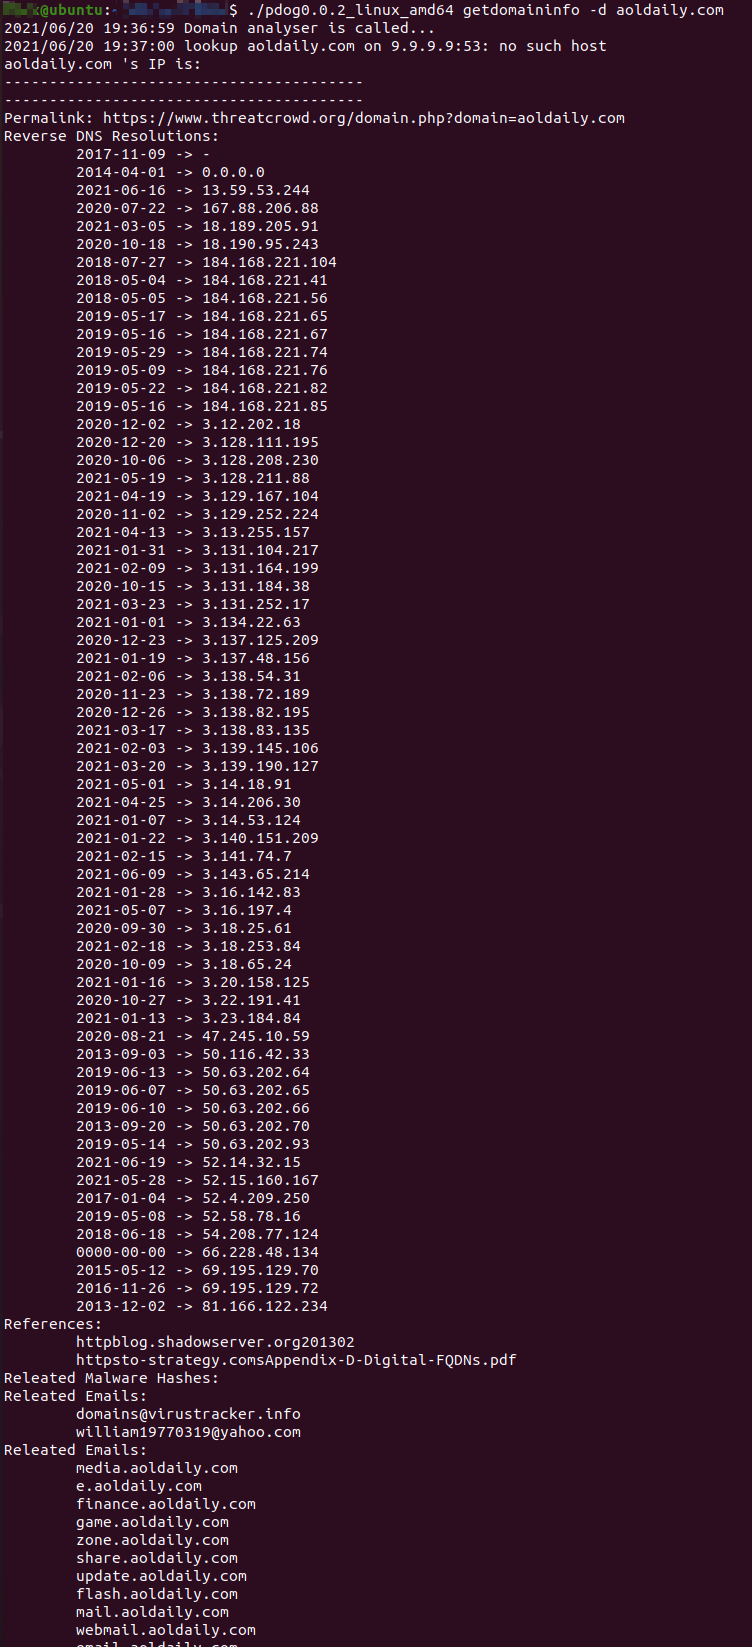 @ubuntu: $ ./pdog0.0.2_linux_amd64 getdomaininfo -d aoldaily.com
2021/06/20 19:36:59 Domain analyser is called...
2021/06/20 19:37:00 lookup aoldaily.com on 9.9.9.9:53: no such host
aoldaily.com 's IP is:
----------------------------------------
----------------------------------------
Permalink: https://www.threatcrowd.org/domain.php?domain=aoldaily.com
Reverse DNS Resolutions:
2017-11-09 -> -
2014-04-01 -> 0.0.0.0
2021-06-16 -> 13.59.53.244
2020-07-22 -> 167.88.206.88
2021-03-05 -> 18.189.205.91
2020-10-18 -> 18.190.95.243
2018-07-27 -> 184.168.221.104
2018-05-04 -> 184.168.221.41
2018-05-05 -> 184.168.221.56
2019-05-17 -> 184.168.221.65
2019-05-16 -> 184.168.221.67
2019-05-29 -> 184.168.221.74
2019-05-09 -> 184.168.221.76
2019-05-22 -> 184.168.221.82
2019-05-16 -> 184.168.221.85
2020-12-02 -> 3.12.202.18
2020-12-20 -> 3.128.111.195
2020-10-06 -> 3.128.208.230
2021-05-19 -> 3.128.211.88
2021-04-19 -> 3.129.167.104
2020-11-02 -> 3.129.252.224
2021-04-13 -> 3.13.255.157
2021-01-31 -> 3.131.104.217
2021-02-09 -> 3.131.164.199
2020-10-15 -> 3.131.184.38
2021-03-23 -> 3.131.252.17
2021-01-01 -> 3.134.22.63
2020-12-23 -> 3.137.125.209
2021-01-19 -> 3.137.48.156
2021-02-06 -> 3.138.54.31
2020-11-23 -> 3.138.72.189
2020-12-26 -> 3.138.82.195
2021-03-17 -> 3.138.83.135
2021-02-03 -> 3.139.145.106
2021-03-20 -> 3.139.190.127
2021-05-01 -> 3.14.18.91
2021-04-25 -> 3.14.206.30
2021-01-07 -> 3.14.53.124
2021-01-22 -> 3.140.151.209
2021-02-15 -> 3.141.74.7
2021-06-09 -> 3.143.65.214
2021-01-28 -> 3.16.142.83
2021-05-07 -> 3.16.197.4
2020-09-30 -> 3.18.25.61
2021-02-18 -> 3.18.253.84
2020-10-09 -> 3.18.65.24
2021-01-16 -> 3.20.158.125
2020-10-27 -> 3.22.191.41
2021-01-13 -> 3.23.184.84
2020-08-21 -> 47.245.10.59
2013-09-03 -> 50.116.42.33
2019-06-13 -> 50.63.202.64
2019-06-07 -> 50.63.202.65
2019-06-10 -> 50.63.202.66
2013-09-20 -> 50.63.202.70
2019-05-14 -> 50.63.202.93
2021-06-19 -> 52.14.32.15
2021-05-28 -> 52.15.160.167
2017-01-04 -> 52.4.209.250
2019-05-08 -> 52.58.78.16
2018-06-18 -> 54.208.77.124
0000-00-00 -> 66.228.48.134
2015-05-12 -> 69.195.129.70
2016-11-26 -> 69.195.129.72
2013-12-02 -> 81.166.122.234
References:
httpblog.shadowserver.org201302
httpsto-strategy.comsAppendix-D-Digital-FQDNs.pdf
Releated Malware Hashes:
Releated Emails:
domains@virustracker.info
william19770319@yahoo.com
Releated Emails:
media.aoldaily.com
e.aoldaily.com
finance.aoldaily.com
game.aoldaily.com
zone.aoldaily.com
share.aoldaily.com
update.aoldaily.com
flash.aoldaily.com
mail.aoldaily.com
webmail.aoldaily.com
email.aoldaily.com